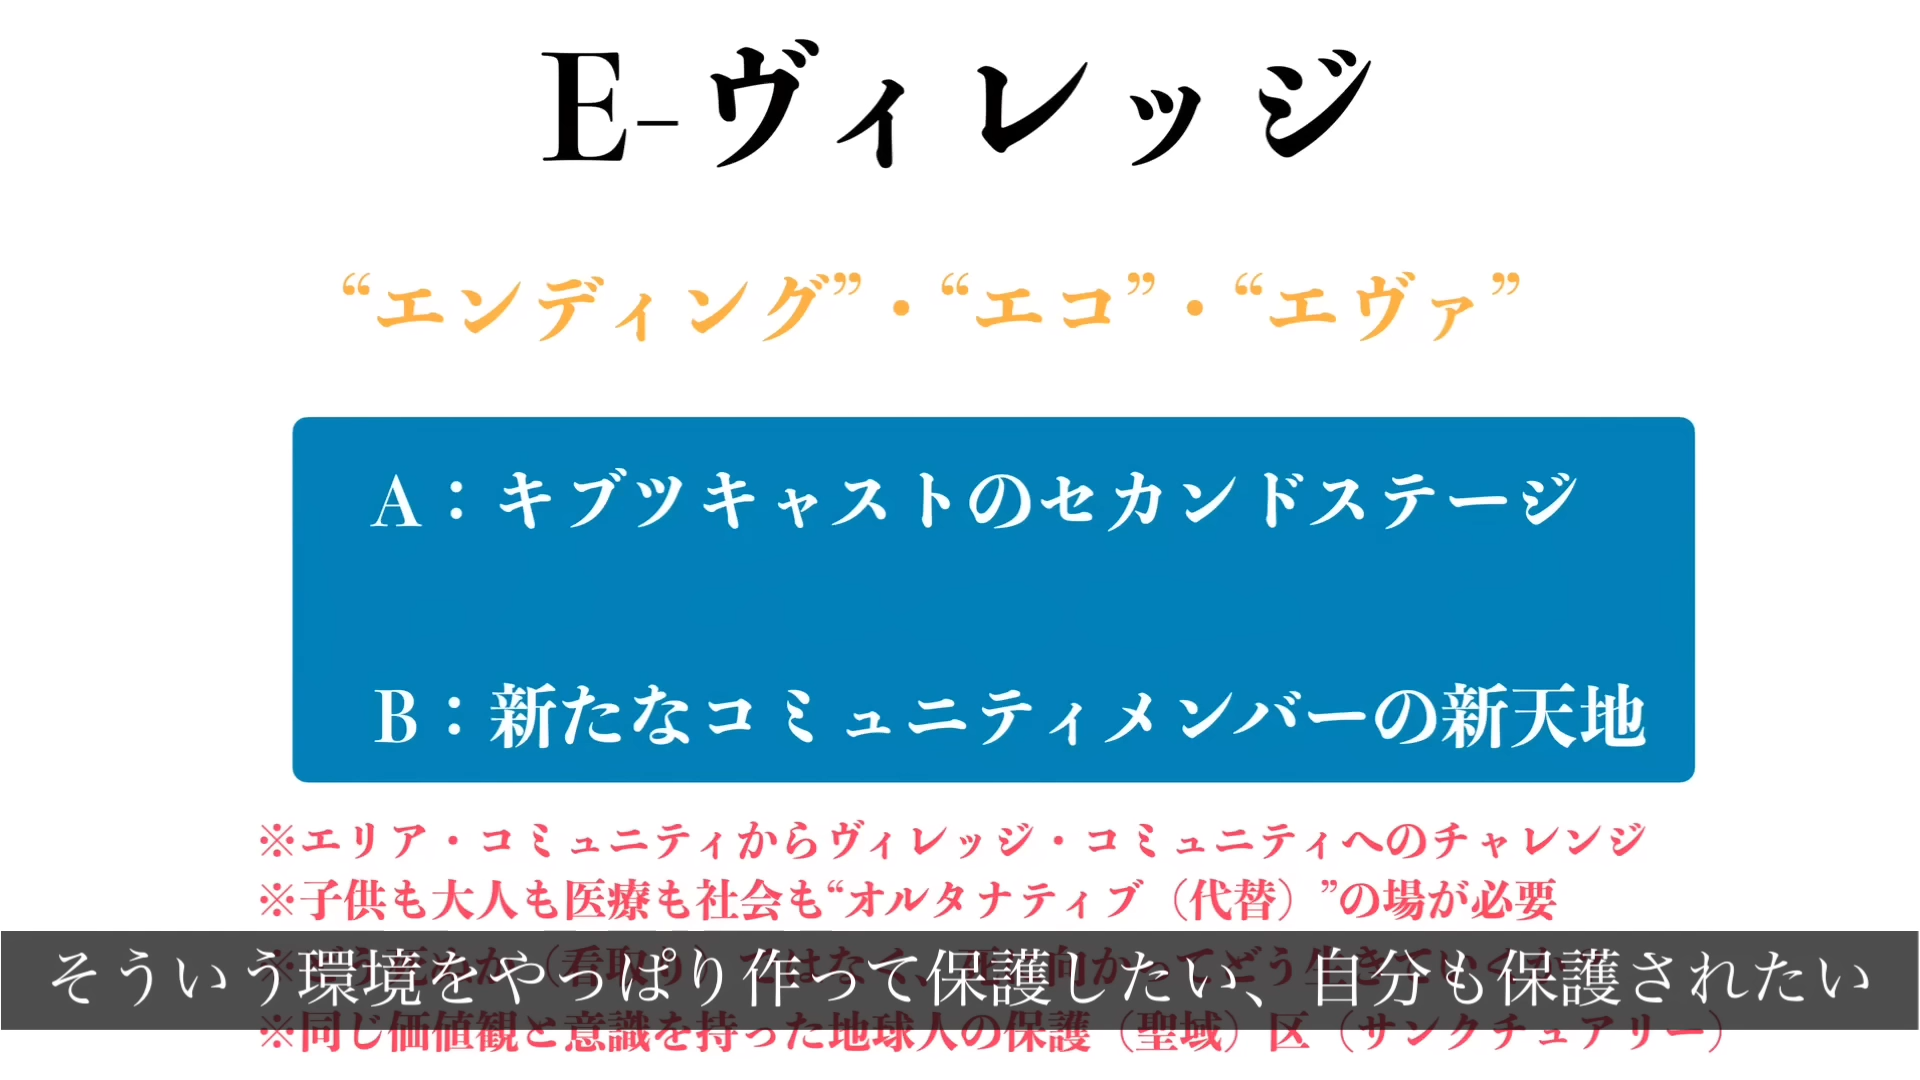 E-ヴィレッジ
“エンディング”・“エコ”・“エヴァ”
A：キブツキャストのセカンドステージ
B：新たなコミュニティメンバーの新天地
※エリア・コミュニティからヴィレッジ・コミュニティへのチャレンジ
※子供も大人も医療も社会も“オルタナティブ（代替）”の場が必要
そういう環境をやっぱり作って保護したい、自分も保護されたい
※同じ価値観と意識を持った地球人の保護（聖域）区（サンクチュアリー）